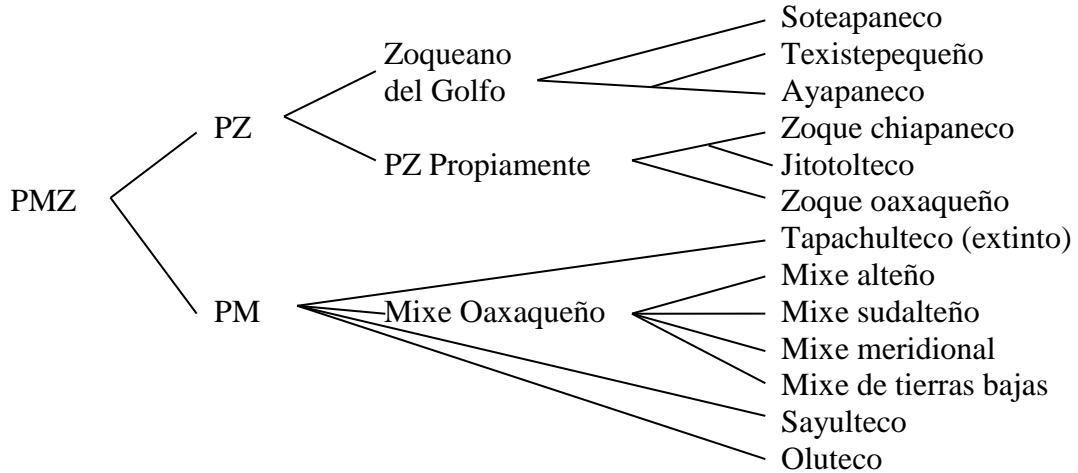 Soteapaneco
Zoqueano
del Golfo
Texistepequeño
Ayapaneco
PZ
Zoque chiapaneco
PZ Propiamente
Jitotolteco
PMZ
Zoque oaxaqueño
Tapachulteco (extinto)
Mixe alteño
PM
Mixe Oaxaqueño
Mixe sudalteño
Mixe meridional
Mixe de tierras bajas
Sayulteco
Oluteco